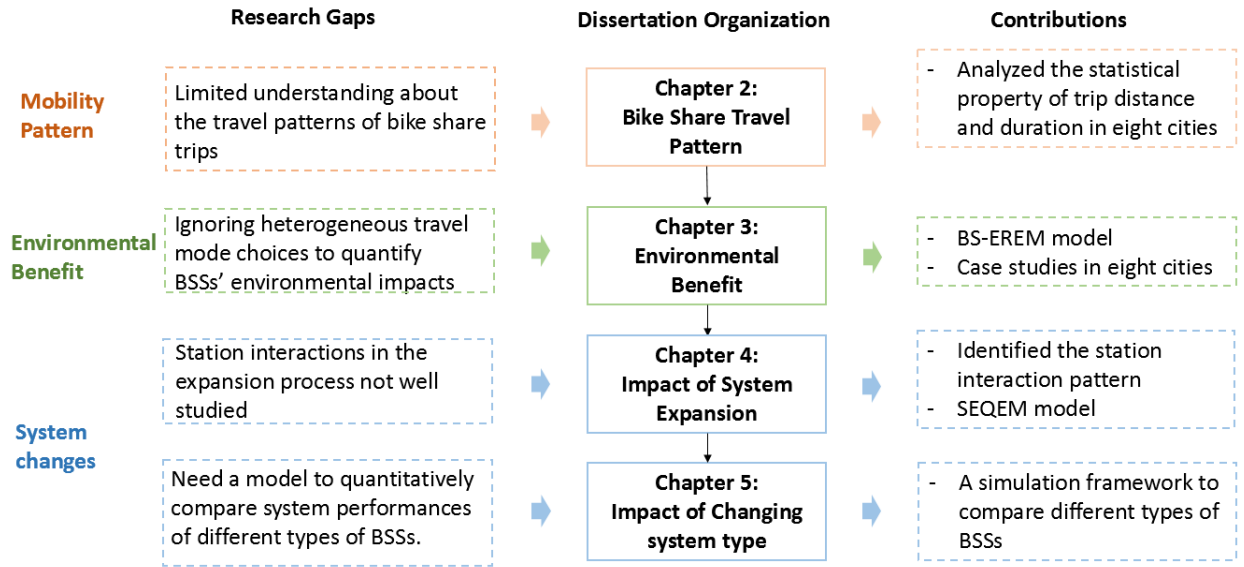 Research Gaps
Dissertation Organization
Contributions
Mobility
Pattern
Limited understanding about
the travel patterns of bike share
trips
Chapter 2:
Bike Share Travel
Pattern
- Analyzed the statistical
property of trip distance
and duration in eight cities
Environmental
Benefit
Ignoring heterogeneous travel
mode choices to quantify
BSSs’ environmental impacts
Chapter 3:
Environmental
Benefit
- BS-EREM model
- Case studies in eight cities
System
changes
Station interactions in the
expansion process not well
studied
Chapter 4:
Impact of System
Expansion
- Identified the station
interaction pattern
- SEQEM model
Need a model to quantitatively
compare system performances
of different types of BSSs.
Chapter 5:
Impact of Changing
system type
- A simulation framework to
compare different types of
BSSs